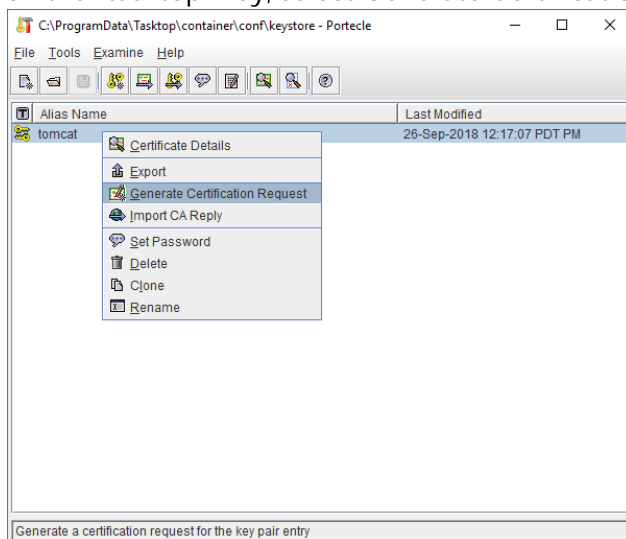 C:\ProgramData\Tasktop\container\conf\keystore - Portecle
File Tools Examine Help
Alias Name Last Modified
tomcat 26-Sep-2018 12:17:07 PDT PM
Certificate Details
Export
Generate Certification Request
Import CA Reply
Set Password
Delete
Clone
Rename
Generate a certification request for the key pair entry